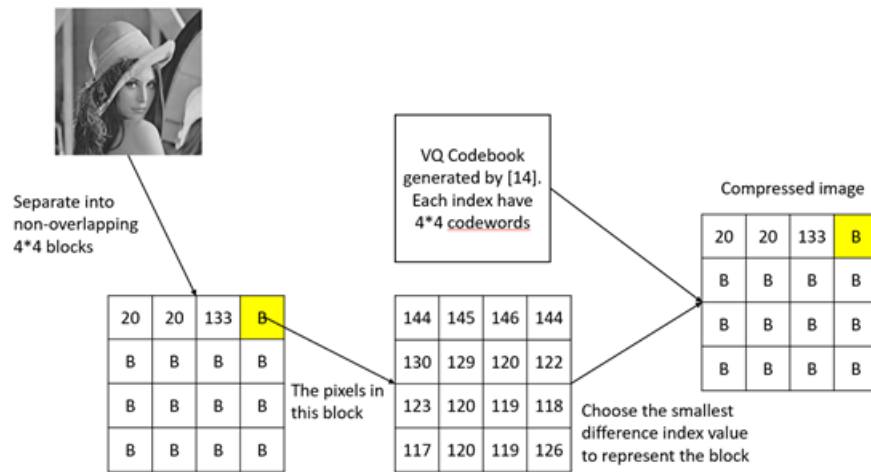 Separate into
non-overlapping
4*4 blocks
20 20 133 B
B B B B
B B B B
B B B B
The pixels in
this block
VQ Codebook
generated by [14].
Each index have
4*4 codewords
144 145 146 144
130 129 120 122
123 120 119 118
117 120 119 126
Choose the smallest
difference index value
to represent the block
Compressed image
20 20 133 B
B B B B
B B B B
B B B B